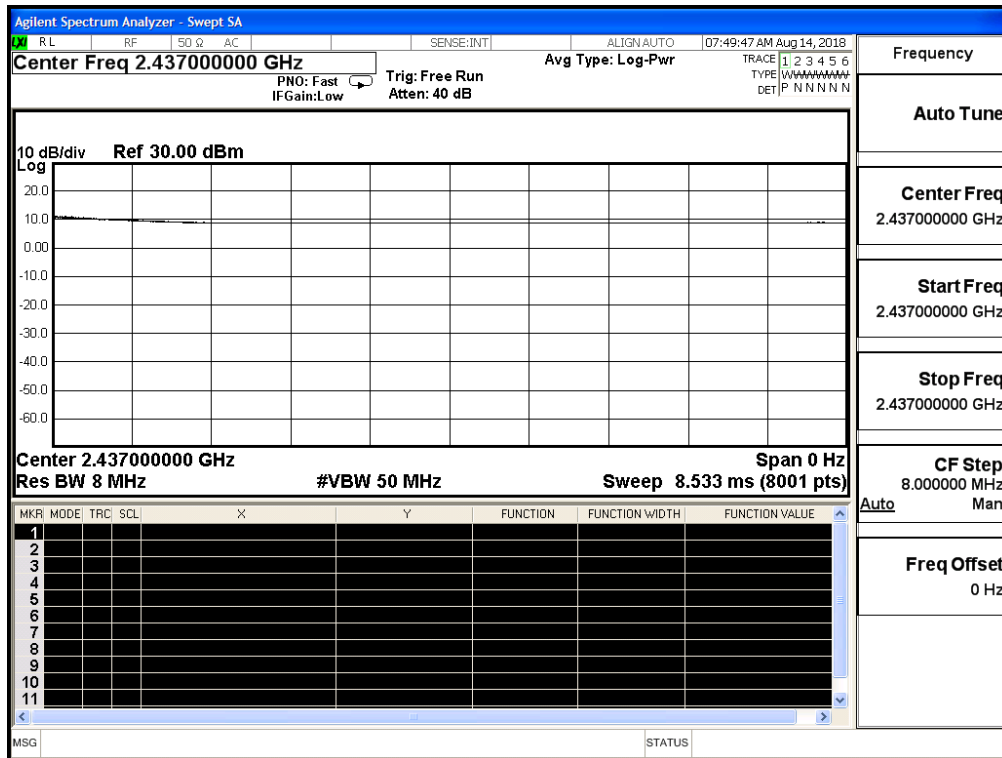 Agilent Spectrum Analyzer - Swept SA
LXI RL RF 50 Ω AC SENSE:INT ALIGN AUTO 07:49:47 AM Aug 14, 2018
Center Freq 2.437000000 GHz
PNO: Fast
IFGain:Low
Trig: Free Run
Atten: 40 dB
Avg Type: Log-Pwr
TRACE 1 2 3 4 5 6
TYPE
DET P N N N N N
10 dB/div Ref 30.00 dBm
Log
20.0
10.0
0.00
-10.0
-20.0
-30.0
-40.0
-50.0
-60.0
Center 2.437000000 GHz Span 0 Hz
Res BW 8 MHz #VBW 50 MHz Sweep 8.533 ms (8001 pts)
MKR MODE TRC SCL X Y FUNCTION FUNCTION WIDTH FUNCTION VALUE
1
2
3
4
5
6
7
8
9
10
11
MSG STATUS
Frequency
Auto Tune
Center Freq
2.437000000 GHz
Start Freq
2.437000000 GHz
Stop Freq
2.437000000 GHz
CF Step
8.000000 MHz
Auto Man
Freq Offset
0 Hz